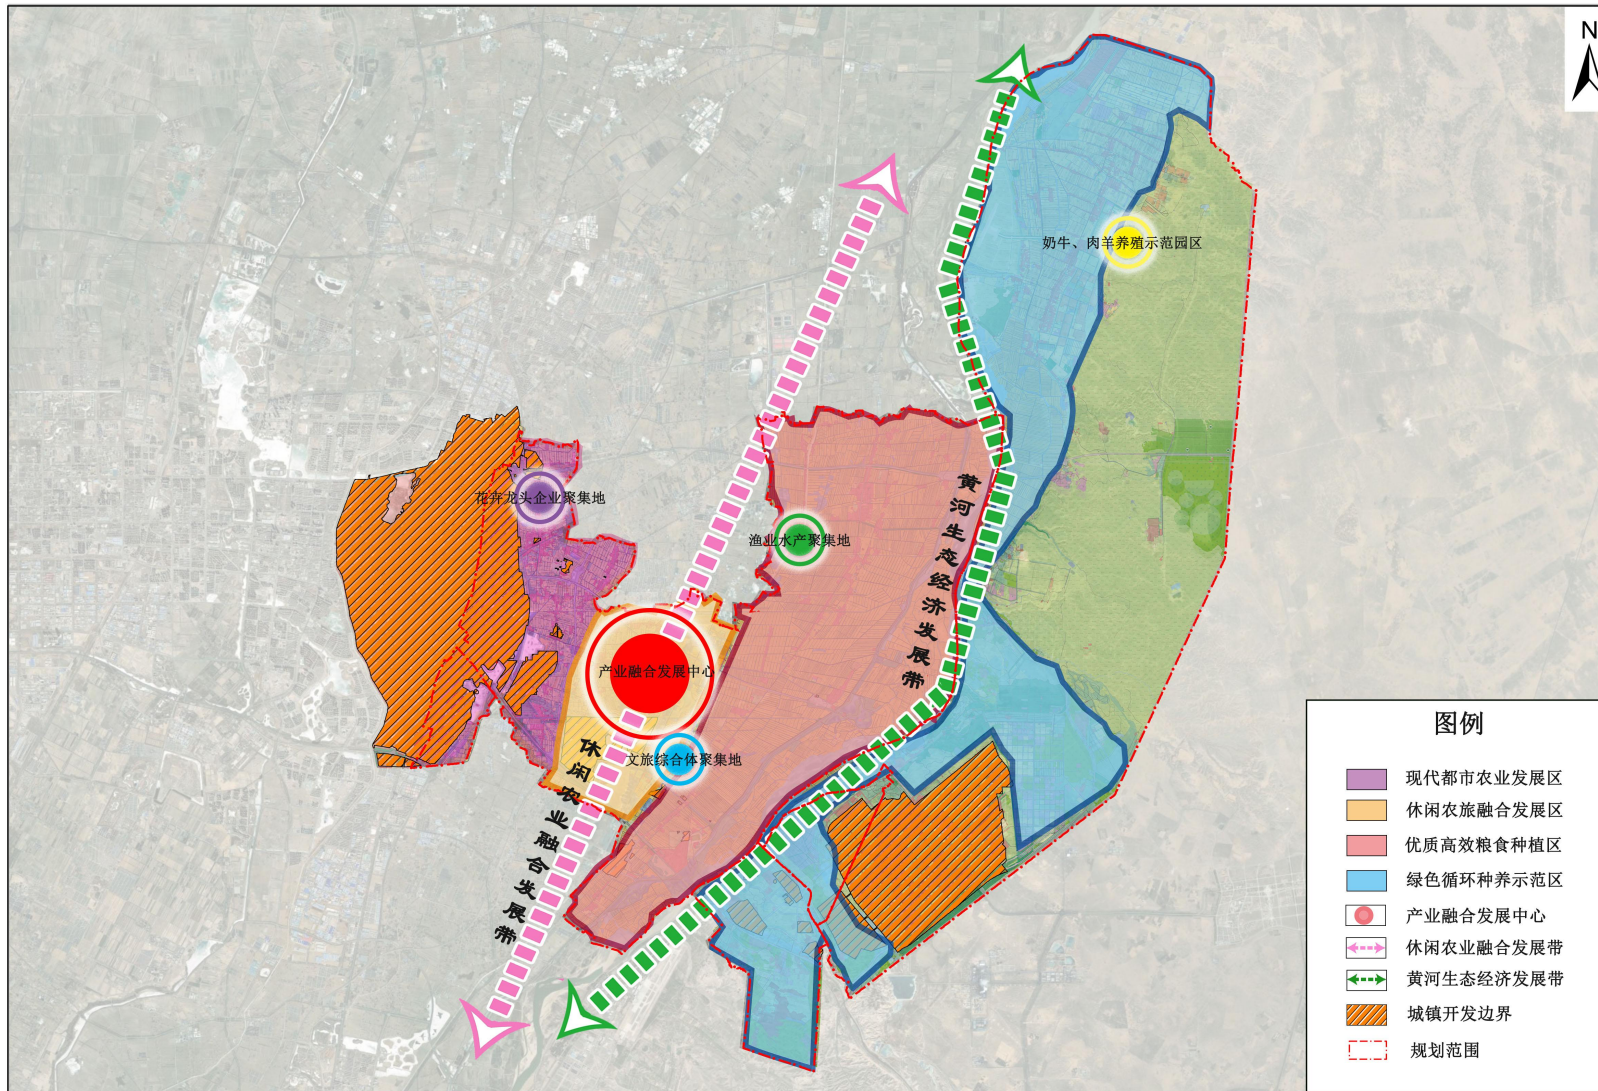 N
奶牛、肉羊养殖示范园区
花卉龙头企业聚集地
渔业水产聚集地
黄河生态经济发展带
产业融合发展中心
文旅综合体聚集地
休闲农业融合发展带
图例
现代都市农业发展区
休闲农旅融合发展区
优质高效粮食种植区
绿色循环种养示范区
产业融合发展中心
休闲农业融合发展带
黄河生态经济发展带
城镇开发边界
规划范围